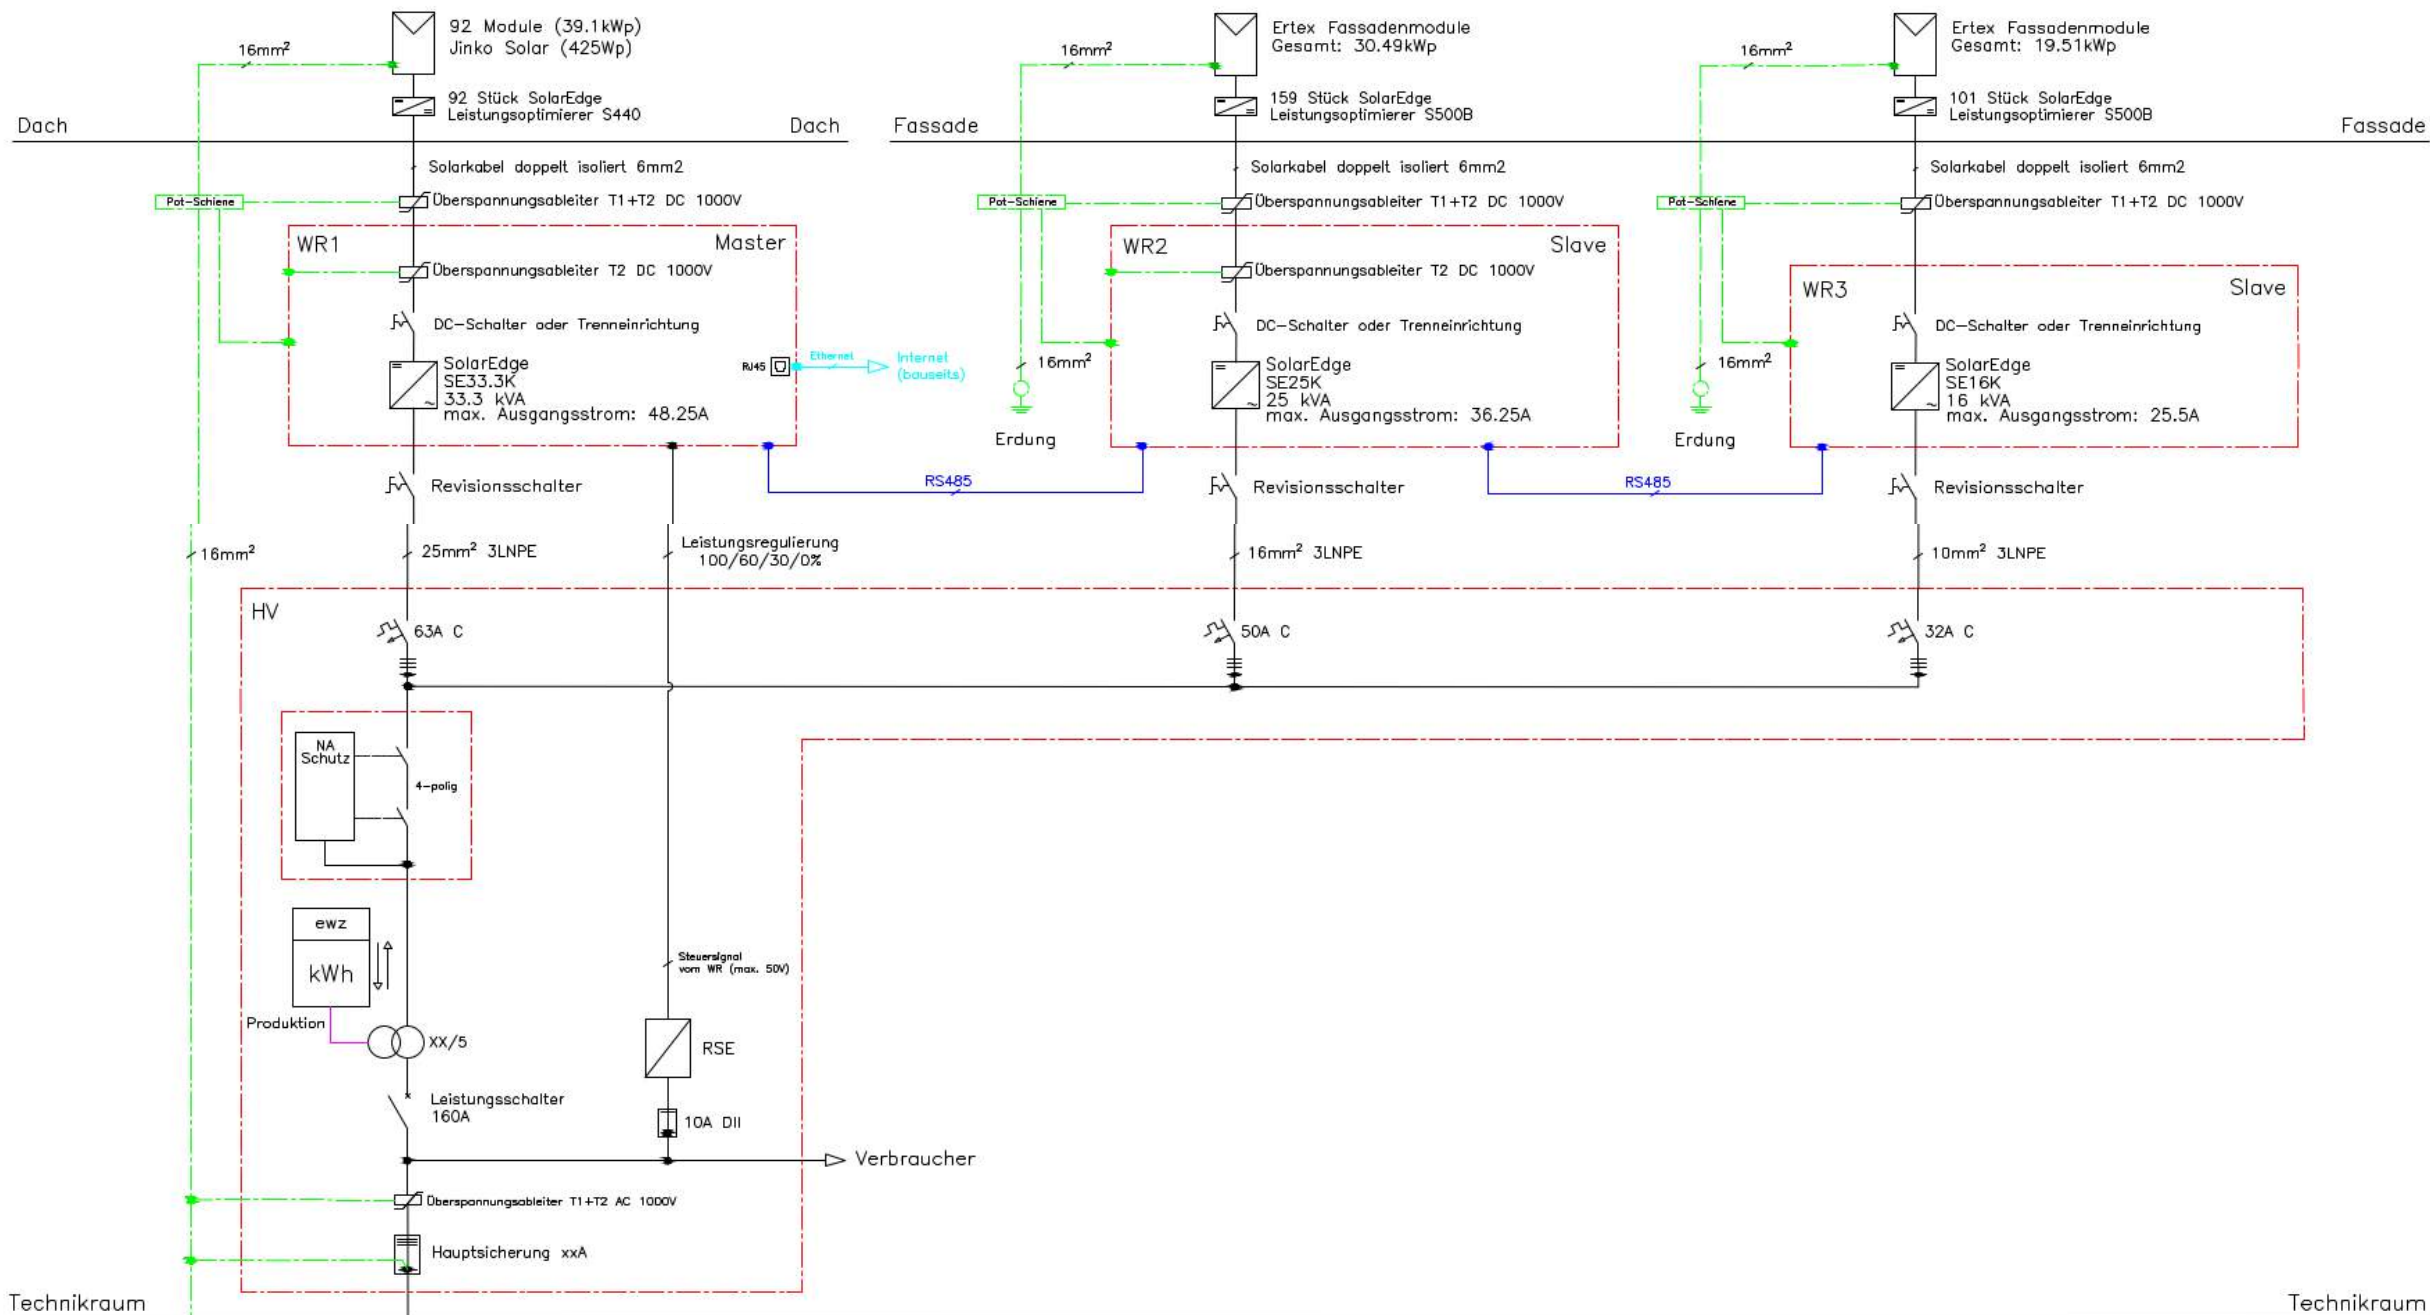 92 Module (39.1kWp)
Jinko Solar (425Wp)
16mm²
92 Stück SolarEdge
Leistungsoptimierer S440
Dach
Dach
Ertex Fassadenmodule
Gesamt: 30.49kWp
16mm²
159 Stück SolarEdge
Leistungsoptimierer S500B
Fassade
Ertex Fassadenmodule
Gesamt: 19.51kWp
16mm²
101 Stück SolarEdge
Leistungsoptimierer S500B
Fassade
Solarkabel doppelt isoliert 6mm2
Pot-Schiene
Überspannungsableiter T1+T2 DC 1000V
WR1
Master
Überspannungsableiter T2 DC 1000V
DC-Schalter oder Trenneinrichtung
SolarEdge
SE33.3K
33.3 kVA
max. Ausgangsstrom: 48.25A
RJ45
Ethernet
Internet
(bauseits)
Revisionsschalter
Solarkabel doppelt isoliert 6mm2
Pot-Schiene
Überspannungsableiter T1+T2 DC 1000V
WR2
Slave
Überspannungsableiter T2 DC 1000V
DC-Schalter oder Trenneinrichtung
16mm²
Erdung
SolarEdge
SE25K
25 kVA
max. Ausgangsstrom: 36.25A
RS485
Revisionsschalter
Solarkabel doppelt isoliert 6mm2
Pot-Schiene
Überspannungsableiter T1+T2 DC 1000V
WR3
Slave
DC-Schalter oder Trenneinrichtung
16mm²
Erdung
SolarEdge
SE16K
16 kVA
max. Ausgangsstrom: 25.5A
RS485
Revisionsschalter
16mm²
25mm² 3LNPE
Leistungsregulierung
100/60/30/0%
16mm² 3LNPE
10mm² 3LNPE
HV
63A C
50A C
32A C
NA
Schutz
4-polig
ewz
kWh
Produktion
XX/5
Steuersignal
vom WR (max. 50V)
RSE
Leistungsschalter
160A
10A DII
Verbraucher
Überspannungsableiter T1+T2 AC 1000V
Hauptsicherung xxA
Technikraum
Technikraum